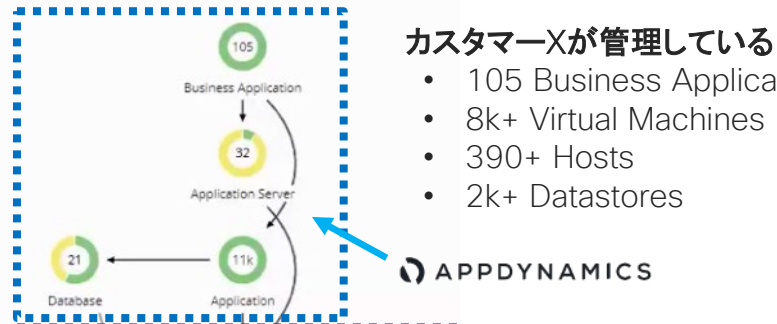 105
Business Application
32
Application Server
21
Database
11k
Application
カスタマーXが管理している
• 105 Business Applica
• 8k+ Virtual Machines
• 390+ Hosts
• 2k+ Datastores
APPDYNAMICS